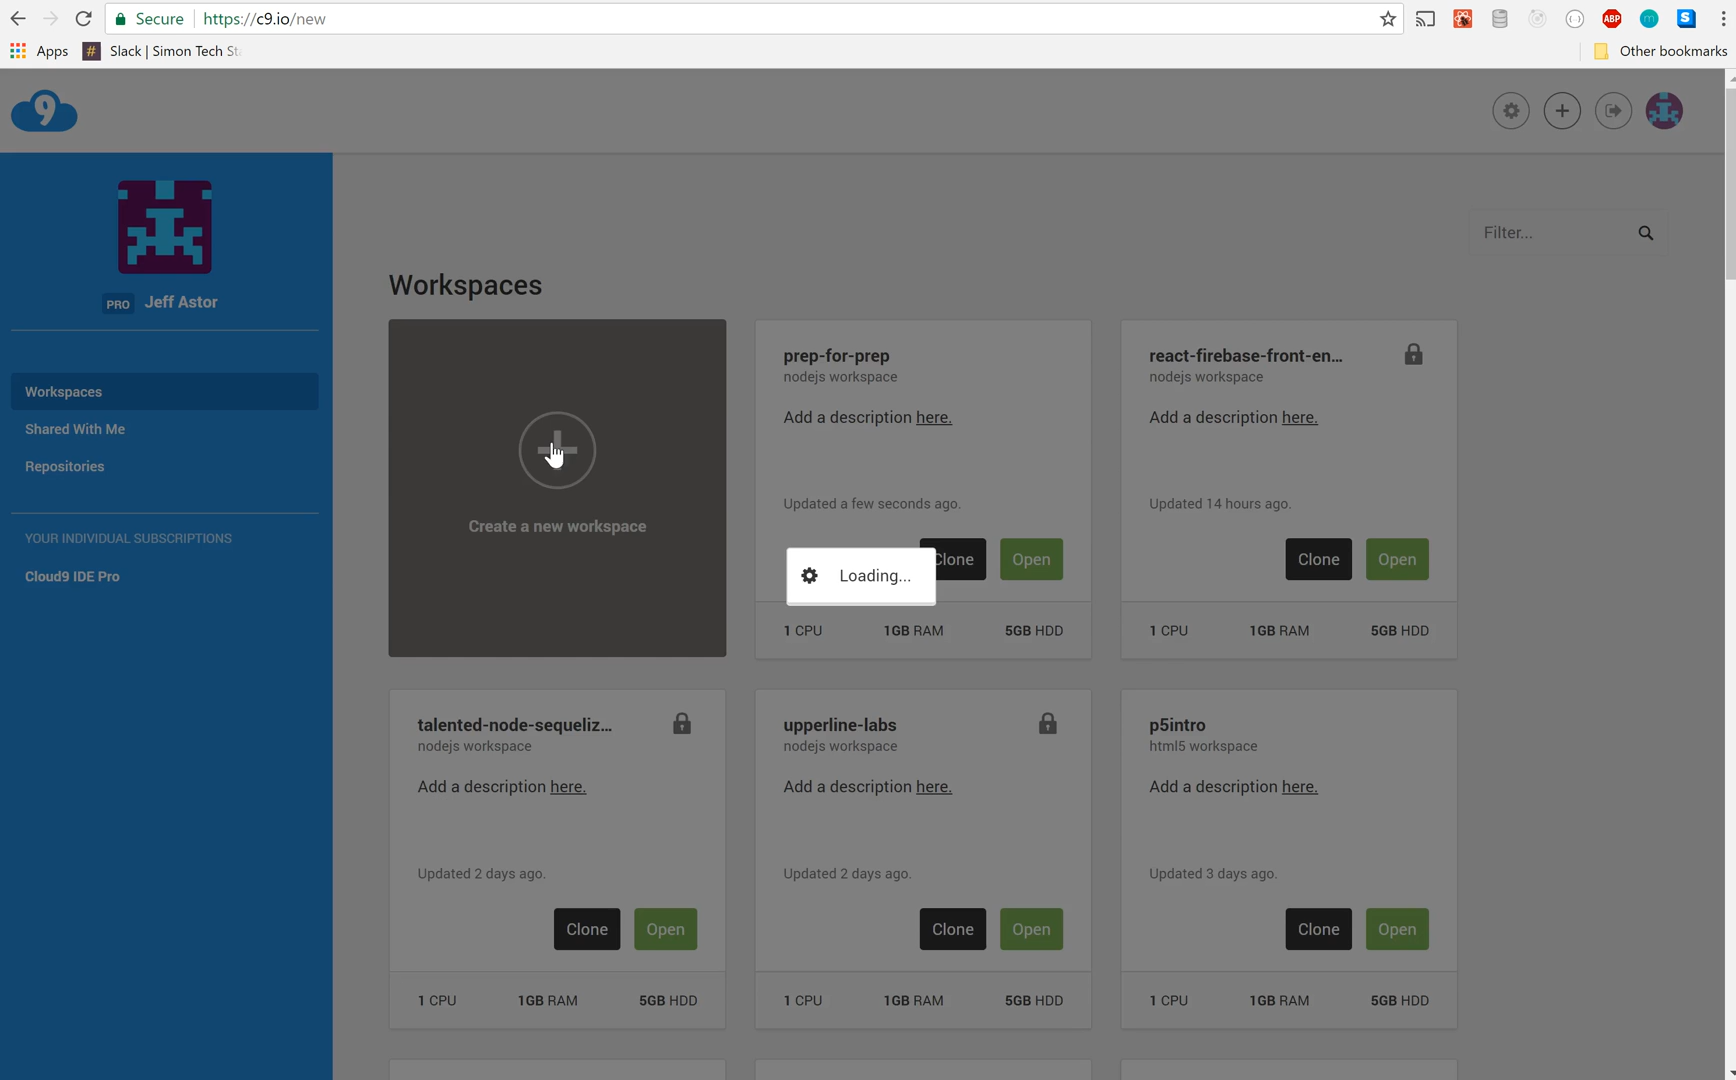 Secure https://c9.io/new
ABP m S
Apps # Slack | Simon Tech St
Other bookmarks
9
PRO Jeff Astor
Filter...
Workspaces
Workspaces
Shared With Me
Repositories
YOUR INDIVIDUAL SUBSCRIPTIONS
Cloud9 IDE Pro
Create a new workspace
prep-for-prep
nodejs workspace
Add a description here.
Updated a few seconds ago.
Clone Open
1 CPU 1GB RAM 5GB HDD
Loading...
react-firebase-front-en...
nodejs workspace
Add a description here.
Updated 14 hours ago.
Clone Open
1 CPU 1GB RAM 5GB HDD
talented-node-sequeliz...
nodejs workspace
Add a description here.
Updated 2 days ago.
Clone Open
1 CPU 1GB RAM 5GB HDD
upperline-labs
nodejs workspace
Add a description here.
Updated 2 days ago.
Clone Open
1 CPU 1GB RAM 5GB HDD
p5intro
html5 workspace
Add a description here.
Updated 3 days ago.
Clone Open
1 CPU 1GB RAM 5GB HDD